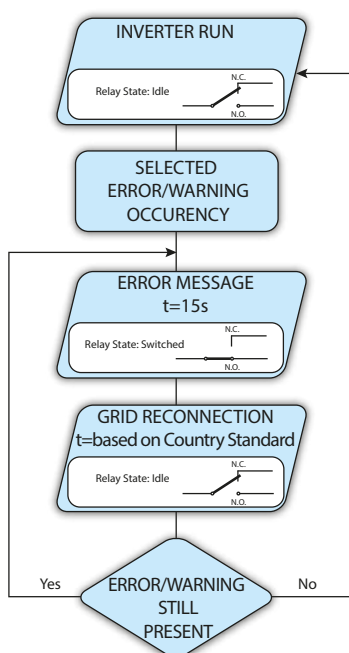 INVERTER RUN
N.C.
Relay State: Idle
N.O.
SELECTED
ERROR/WARNING
OCCURENCY
ERROR MESSAGE
t=15s
N.C.
Relay State: Switched
N.O.
GRID RECONNECTION
t=based on Country Standard
N.C.
Relay State: Idle
N.O.
Yes
ERROR/WARNING
STILL
PRESENT
No